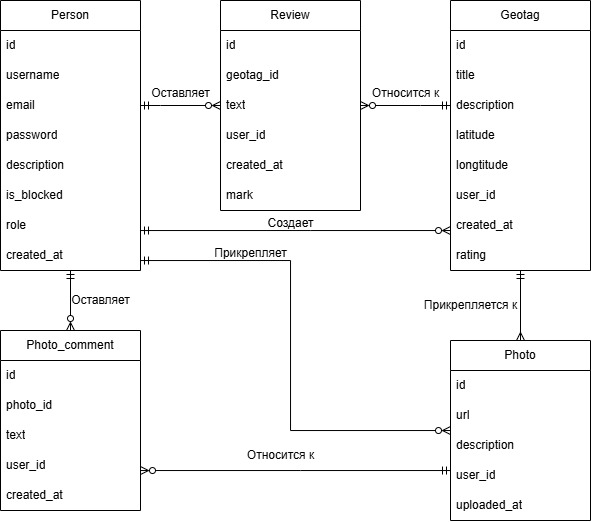 Person
id
username
email
password
description
is_blocked
role
created_at
Оставляет
Review
id
geotag_id
text
user_id
created_at
mark
Относится к
Geotag
id
title
description
latitude
longtitude
user_id
created_at
rating
Создает
Прикрепляет
Оставляет
Прикрепляется к
Photo_comment
id
photo_id
text
user_id
created_at
Относится к
Photo
id
url
description
user_id
uploaded_at